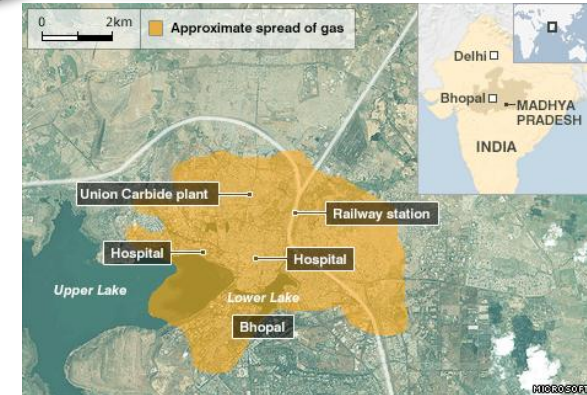 0 2km
Approximate spread of gas
Delhi
Bhopal
MADHYA
PRADESH
INDIA
Union Carbide plant
Railway station
Hospital
Hospital
Upper Lake
Lower Lake
Bhopal
MICROSOFT